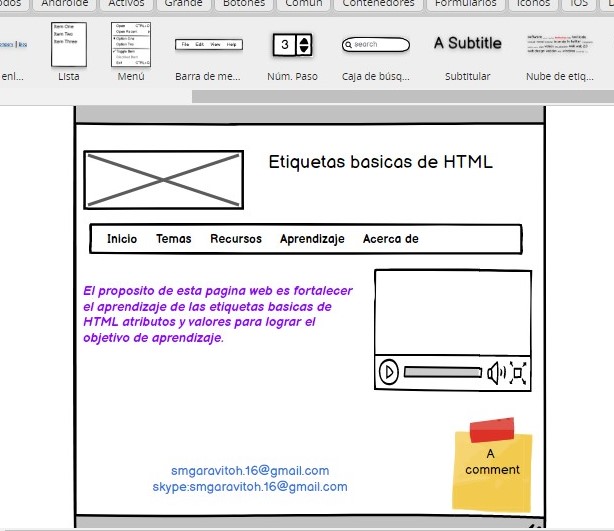 Androide Activos Grande Botones Común Contenedores Formularios Iconos iOS
Item One
Item Two
Item Three
Open CTRL+O
File Edit View Help
3
search
A Subtitle
enl... Lista Menú Barra de me... Núm. Paso Caja de búsq... Subtitular Nube de etiq...
Etiquetas basicas de HTML
Inicio Temas Recursos Aprendizaje Acerca de
El proposito de esta pagina web es fortalecer
el aprendizaje de las etiquetas basicas de
HTML atributos y valores para lograr el
objetivo de aprendizaje.
A
comment
smgaravitoh.16@gmail.com
skype:smgaravitoh.16@gmail.com